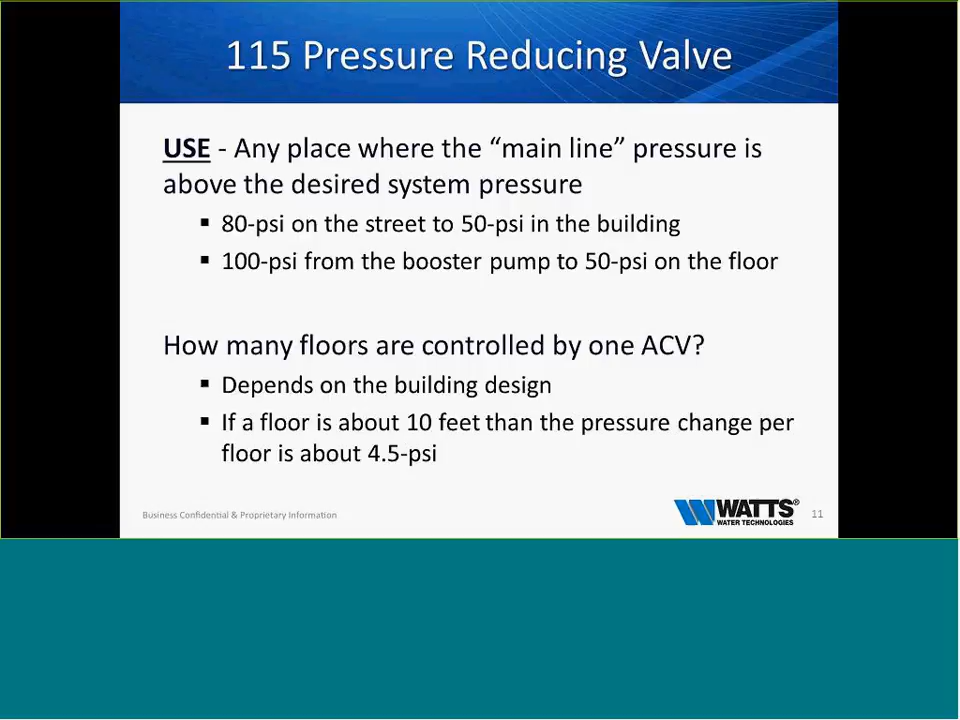 115 Pressure Reducing Valve
USE - Any place where the “main line” pressure is
above the desired system pressure
▪ 80-psi on the street to 50-psi in the building
▪ 100-psi from the booster pump to 50-psi on the floor
How many floors are controlled by one ACV?
▪ Depends on the building design
▪ If a floor is about 10 feet than the pressure change per
floor is about 4.5-psi
Business Confidential & Proprietary Information
WATTS®
WATER TECHNOLOGIES
11